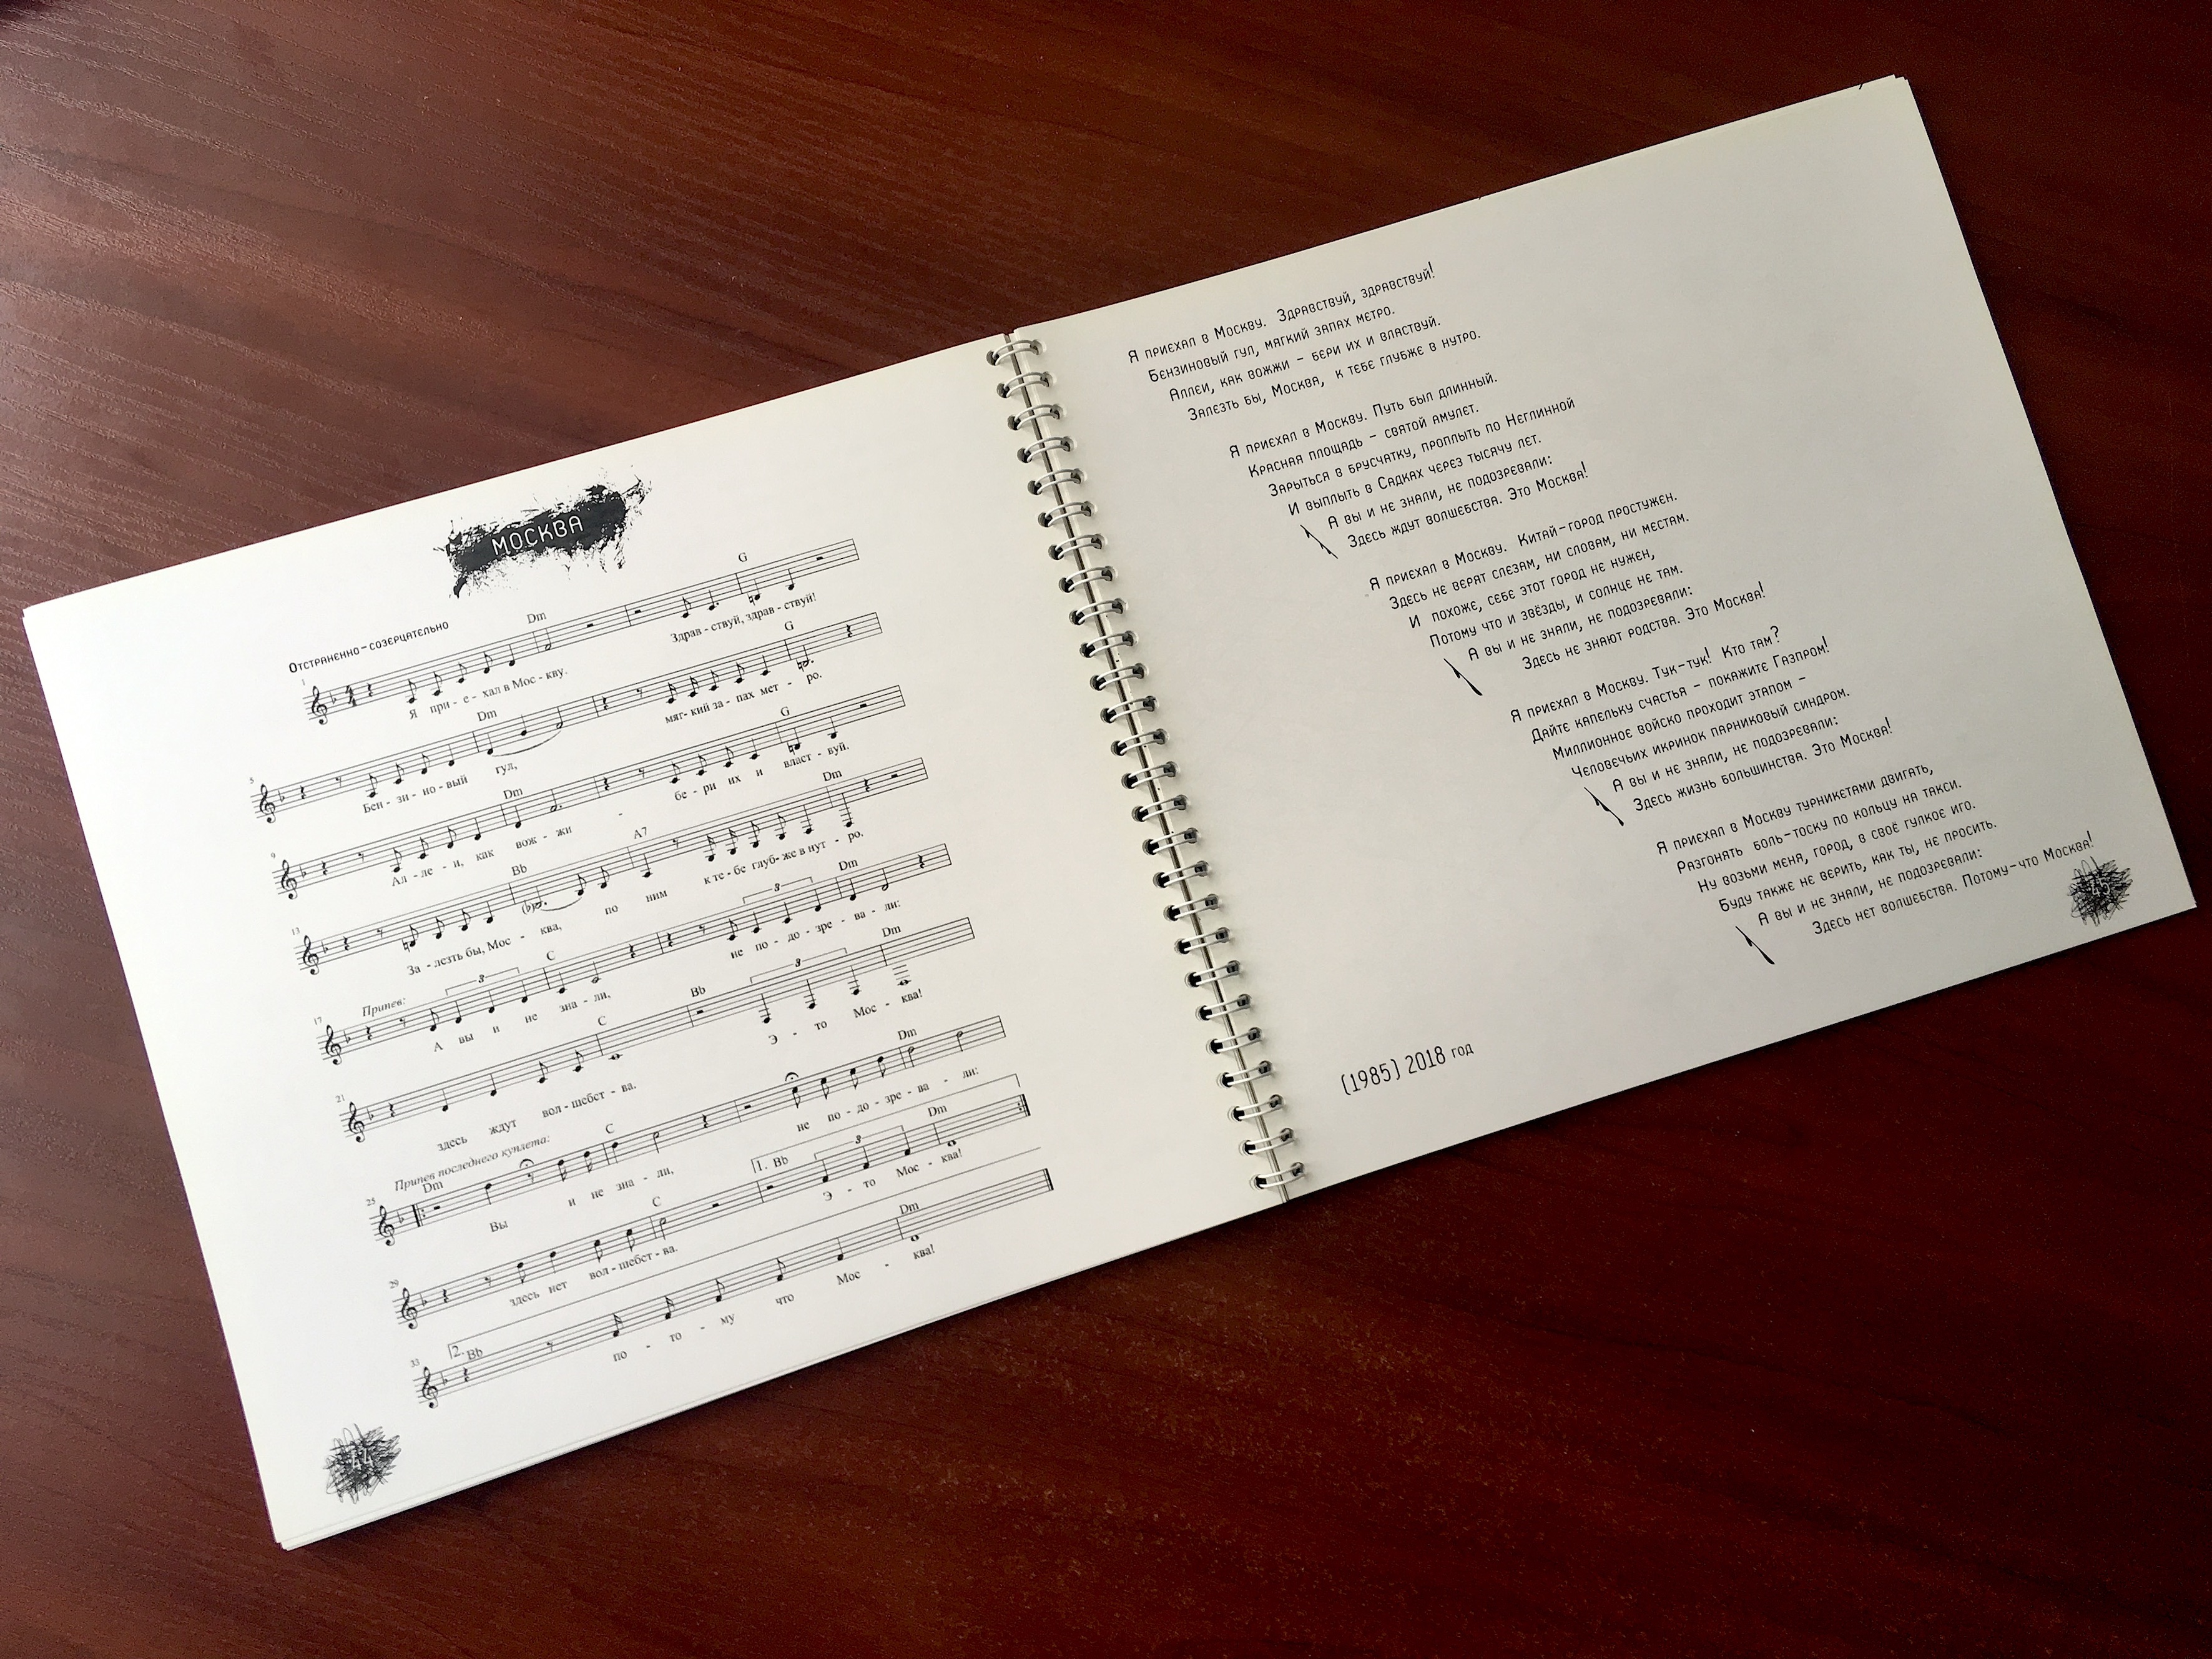 МОСКВА
Отстраненно-созерцательно
1
Dm G
Я при - е - хал в Мос - кву. Здрав - ствуй, здрав - ствуй!
5
Dm G
Бен - зи - но - вый гул, мяг - кий за - пах мет - ро.
9
Dm G
Ал - ле - и, как вож - жи - бе - ри их и власт - вуй.
13
Bb A7 Dm
За - лезть бы, Мос - ква, по ним к те - бе глуб - же в нут - ро.
17
Припев:
3 C 3 Dm
А вы и не зна - ли, не по - до - зре - ва - ли:
21
C Bb 3 Dm
здесь ждут вол - шебст - ва. Э - то Мос - ква!
Припев последнего куплета:
25
Dm C Dm
Вы и не зна - ли, не по - до - зре - ва - ли:
29
C 1. Bb 3 Dm
здесь нет вол - шебст - ва. Э - то Мос - ква!
33
2. Bb Dm
по - то - му что Мос - ква!
44
Я приехал в Москву. Здравствуй, здравствуй!
Бензиновый гул, мягкий запах метро.
Аллеи, как вожжи – бери их и властвуй.
Залезть бы, Москва, к тебе глубже в нутро.
Я приехал в Москву. Путь был длинный.
Красная площадь – святой амулет.
Зарыться в брусчатку, проплыть по Неглинной
И выплыть в Садках через тысячу лет.
А вы и не знали, не подозревали:
Здесь ждут волшебства. Это Москва!
Я приехал в Москву. Китай-город простужен.
Здесь не верят слезам, ни словам, ни местам.
И похоже, себе этот город не нужен,
Потому что и звёзды, и солнце не там.
А вы и не знали, не подозревали:
Здесь не знают родства. Это Москва!
Я приехал в Москву. Тук-тук! Кто там?
Дайте капельку счастья – покажите Газпром!
Миллионное войско проходит этапом –
Человечьих икринок парниковый синдром.
А вы и не знали, не подозревали:
Здесь жизнь большинства. Это Москва!
Я приехал в Москву турникетами двигать,
Разгонять боль-тоску по кольцу на такси.
Ну возьми меня, город, в своё гулкое иго.
Буду также не верить, как ты, не просить.
А вы и не знали, не подозревали:
Здесь нет волшебства. Потому-что Москва!
(1985) 2018 год